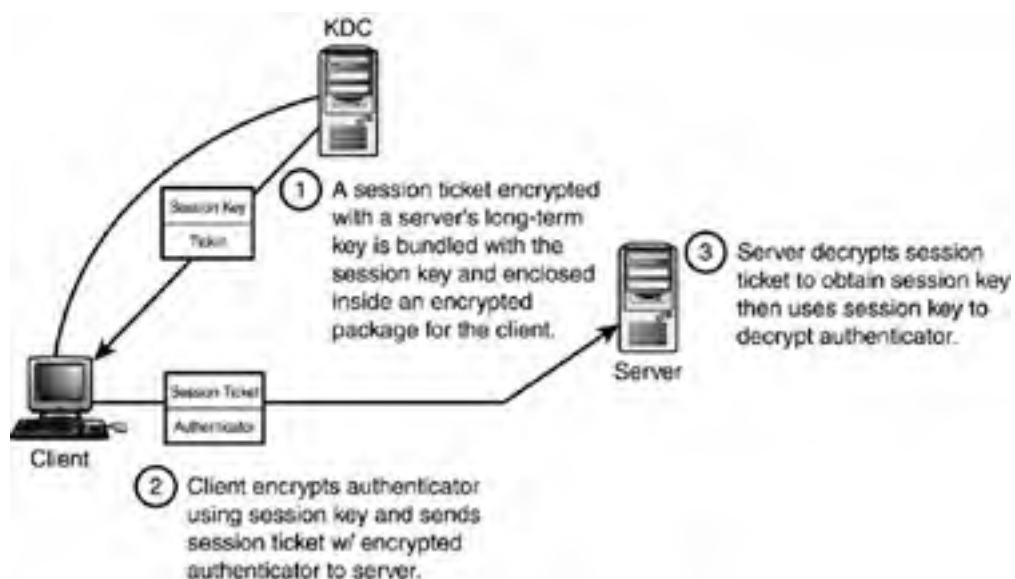 KDC
Session Key
Ticket
1
A session ticket encrypted
with a server's long-term
key is bundled with the
session key and enclosed
inside an encrypted
package for the client.
3
Server decrypts session
ticket to obtain session key
then uses session key to
decrypt authenticator.
Server
Session Ticket
Authenticator
Client
2
Client encrypts authenticator
using session key and sends
session ticket w/ encrypted
authenticator to server.